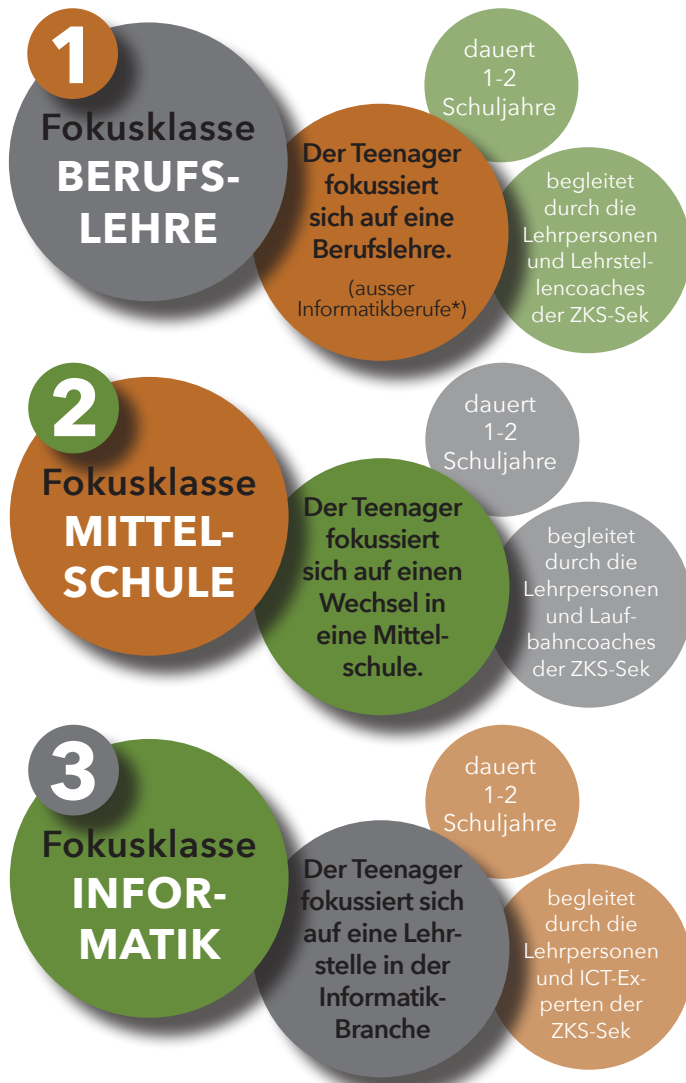 1
Fokusklasse
BERUFS-
LEHRE
Der Teenager
fokussiert
sich auf eine
Berufslehre.
(ausser
Informatikberufe*)
dauert
1-2
Schuljahre
begleitet
durch die
Lehrpersonen
und Lehrstel-
lencoaches
der ZKS-Sek
2
Fokusklasse
MITTEL-
SCHULE
Der Teenager
fokussiert
sich auf einen
Wechsel in
eine Mittel-
schule.
dauert
1-2
Schuljahre
begleitet
durch die
Lehrpersonen
und Lauf-
bahncoaches
der ZKS-Sek
3
Fokusklasse
INFOR-
MATIK
Der Teenager
fokussiert sich
auf eine Lehr-
stelle in der
Informatik-
Branche
dauert
1-2
Schuljahre
begleitet
durch die
Lehrpersonen
und ICT-Ex-
perten der
ZKS-Sek